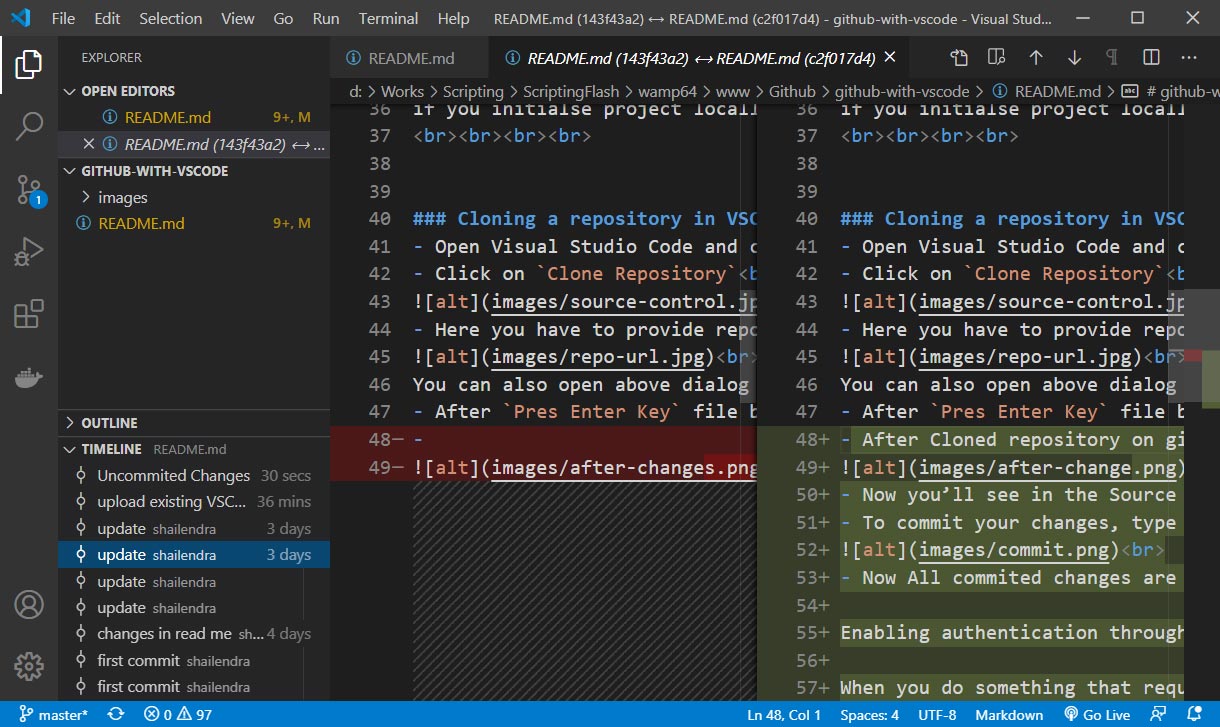 File Edit Selection View Go Run Terminal Help README.md (143f43a2) ↔ README.md (c2f017d4) - github-with-vscode - Visual Stud...
EXPLORER
OPEN EDITORS
README.md 9+, M
README.md (143f43a2) ↔ ...
GITHUB-WITH-VSCODE
images
README.md 9+, M
1
OUTLINE
TIMELINE README.md
Uncommited Changes 30 secs
upload existing VSC... 36 mins
update shailendra 3 days
update shailendra 3 days
update shailendra
update shailendra
changes in read me sh... 4 days
first commit shailendra
first commit shailendra
README.md README.md (143f43a2) ↔ README.md (c2f017d4)
d: > Works > Scripting > ScriptingFlash > wamp64 > www > Github > github-with-vscode > README.md > # github-w
36 if you initialse project locall
37 <br><br><br><br>
38
39
40 ### Cloning a repository in VSC
41 - Open Visual Studio Code and c
42 - Click on `Clone Repository`<b
43 ![alt](images/source-control.jp
44 - Here you have to provide repo
45 ![alt](images/repo-url.jpg)<br>
46 You can also open above dialog
47 - After `Pres Enter Key` file b
48− -
49− ![alt](images/after-changes.png
36 if you initialse project locall
37 <br><br><br><br>
38
39
40 ### Cloning a repository in VSC
41 - Open Visual Studio Code and c
42 - Click on `Clone Repository`<b
43 ![alt](images/source-control.jp
44 - Here you have to provide repo
45 ![alt](images/repo-url.jpg)<br>
46 You can also open above dialog
47 - After `Pres Enter Key` file b
48+ - After Cloned repository on gi
49+ ![alt](images/after-change.png)
50+ - Now you’ll see in the Source
51+ - To commit your changes, type
52+ ![alt](images/commit.png)<br>
53+ - Now All commited changes are
54+
55+ Enabling authentication through
56+
57+ When you do something that requ
master* 0 97 Ln 48, Col 1 Spaces: 4 UTF-8 Markdown Go Live